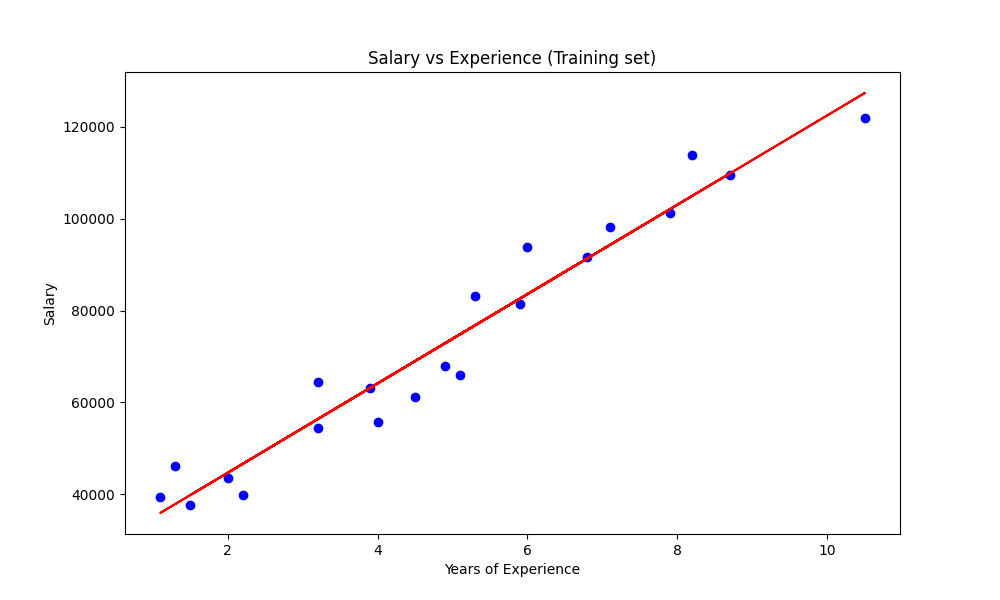 Salary vs Experience (Training set)
120000
100000
80000
60000
40000
Salary
2 4 6 8 10
Years of Experience